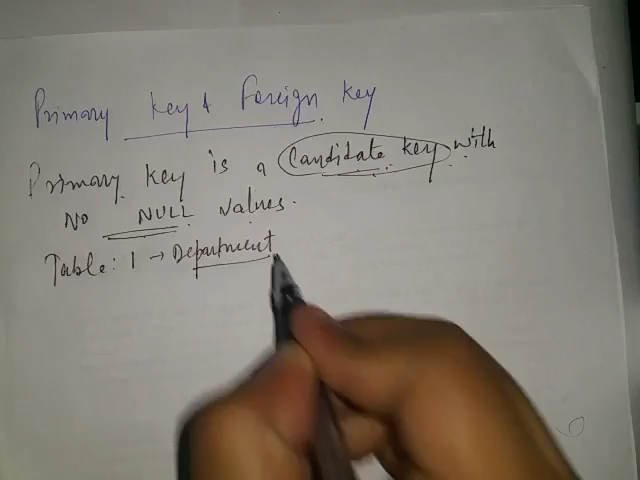 Primary Key & Foreign Key
Primary Key is a Candidate Key with
No NULL values.
Table: 1 → Department